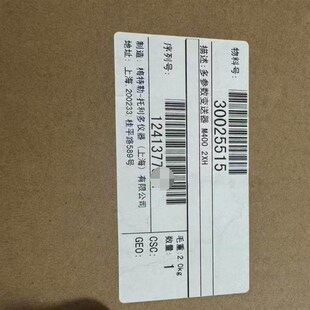 物料号:
30025515
描述:多参数变送器 M400 2XH
序列号:
1241377
制造: 梅特勒-托利多仪器（上海）有限公司
地址: 上海 200233 桂平路589号
毛重: 2.0kg
数量: 1
CSC:
GEO: